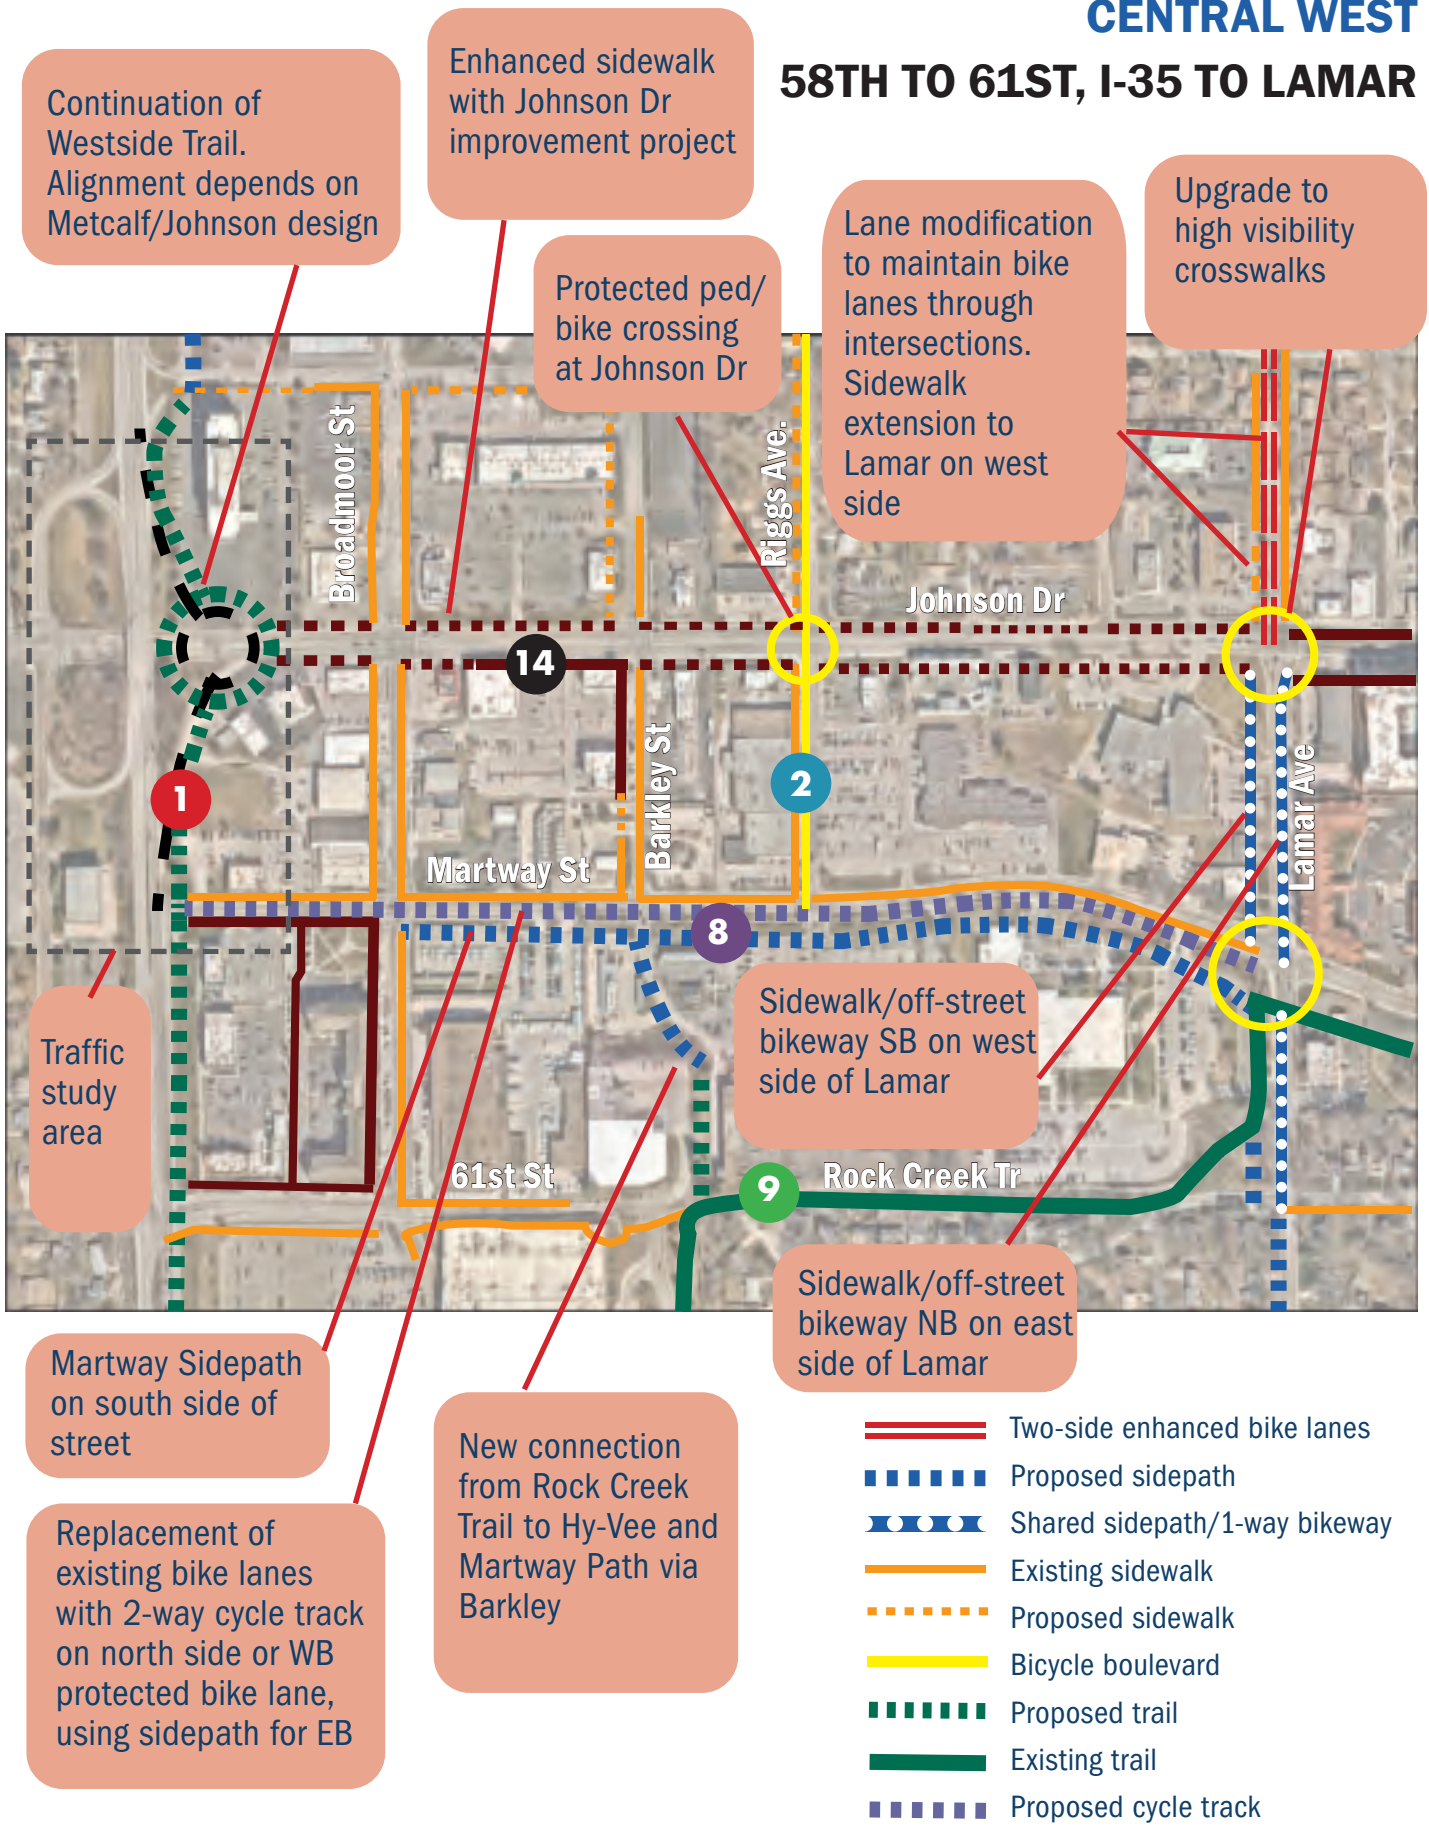 CENTRAL WEST
58TH TO 61ST, I-35 TO LAMAR
Continuation of
Westside Trail.
Alignment depends on
Metcalf/Johnson design
Enhanced sidewalk
with Johnson Dr
improvement project
Protected ped/
bike crossing
at Johnson Dr
Lane modification
to maintain bike
lanes through
intersections.
Sidewalk
extension to
Lamar on west
side
Upgrade to
high visibility
crosswalks
Broadmoor St
Riggs Ave.
Johnson Dr
14
Barkley St
2
1
Lamar Ave
Martway St
8
Traffic
study
area
Sidewalk/off-street
bikeway SB on west
side of Lamar
61st St
9
Rock Creek Tr
Sidewalk/off-street
bikeway NB on east
side of Lamar
Martway Sidepath
on south side of
street
New connection
from Rock Creek
Trail to Hy-Vee and
Martway Path via
Barkley
Replacement of
existing bike lanes
with 2-way cycle track
on north side or WB
protected bike lane,
using sidepath for EB
Two-side enhanced bike lanes
Proposed sidepath
Shared sidepath/1-way bikeway
Existing sidewalk
Proposed sidewalk
Bicycle boulevard
Proposed trail
Existing trail
Proposed cycle track